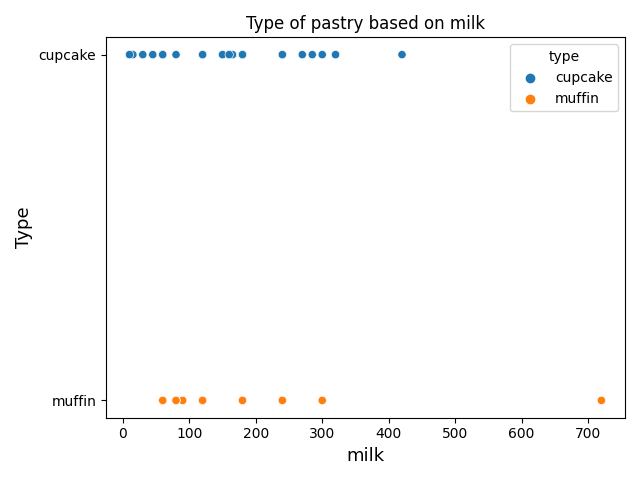 Type of pastry based on milk
cupcake
type
cupcake
muffin
Type
muffin
0 100 200 300 400 500 600 700
milk